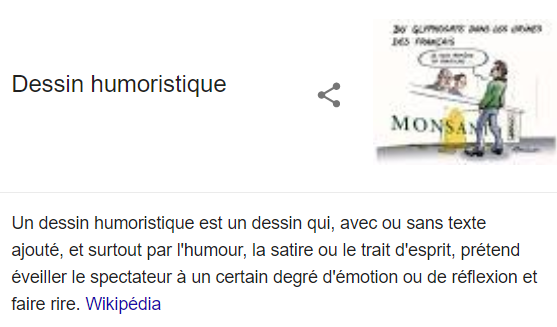 Dessin humoristique
DU GLYPHOSATE DANS LES URINES
DES FRANÇAIS
MONSAN
Un dessin humoristique est un dessin qui, avec ou sans texte
ajouté, et surtout par l'humour, la satire ou le trait d'esprit, prétend
éveiller le spectateur à un certain degré d'émotion ou de réflexion et
faire rire. Wikipédia